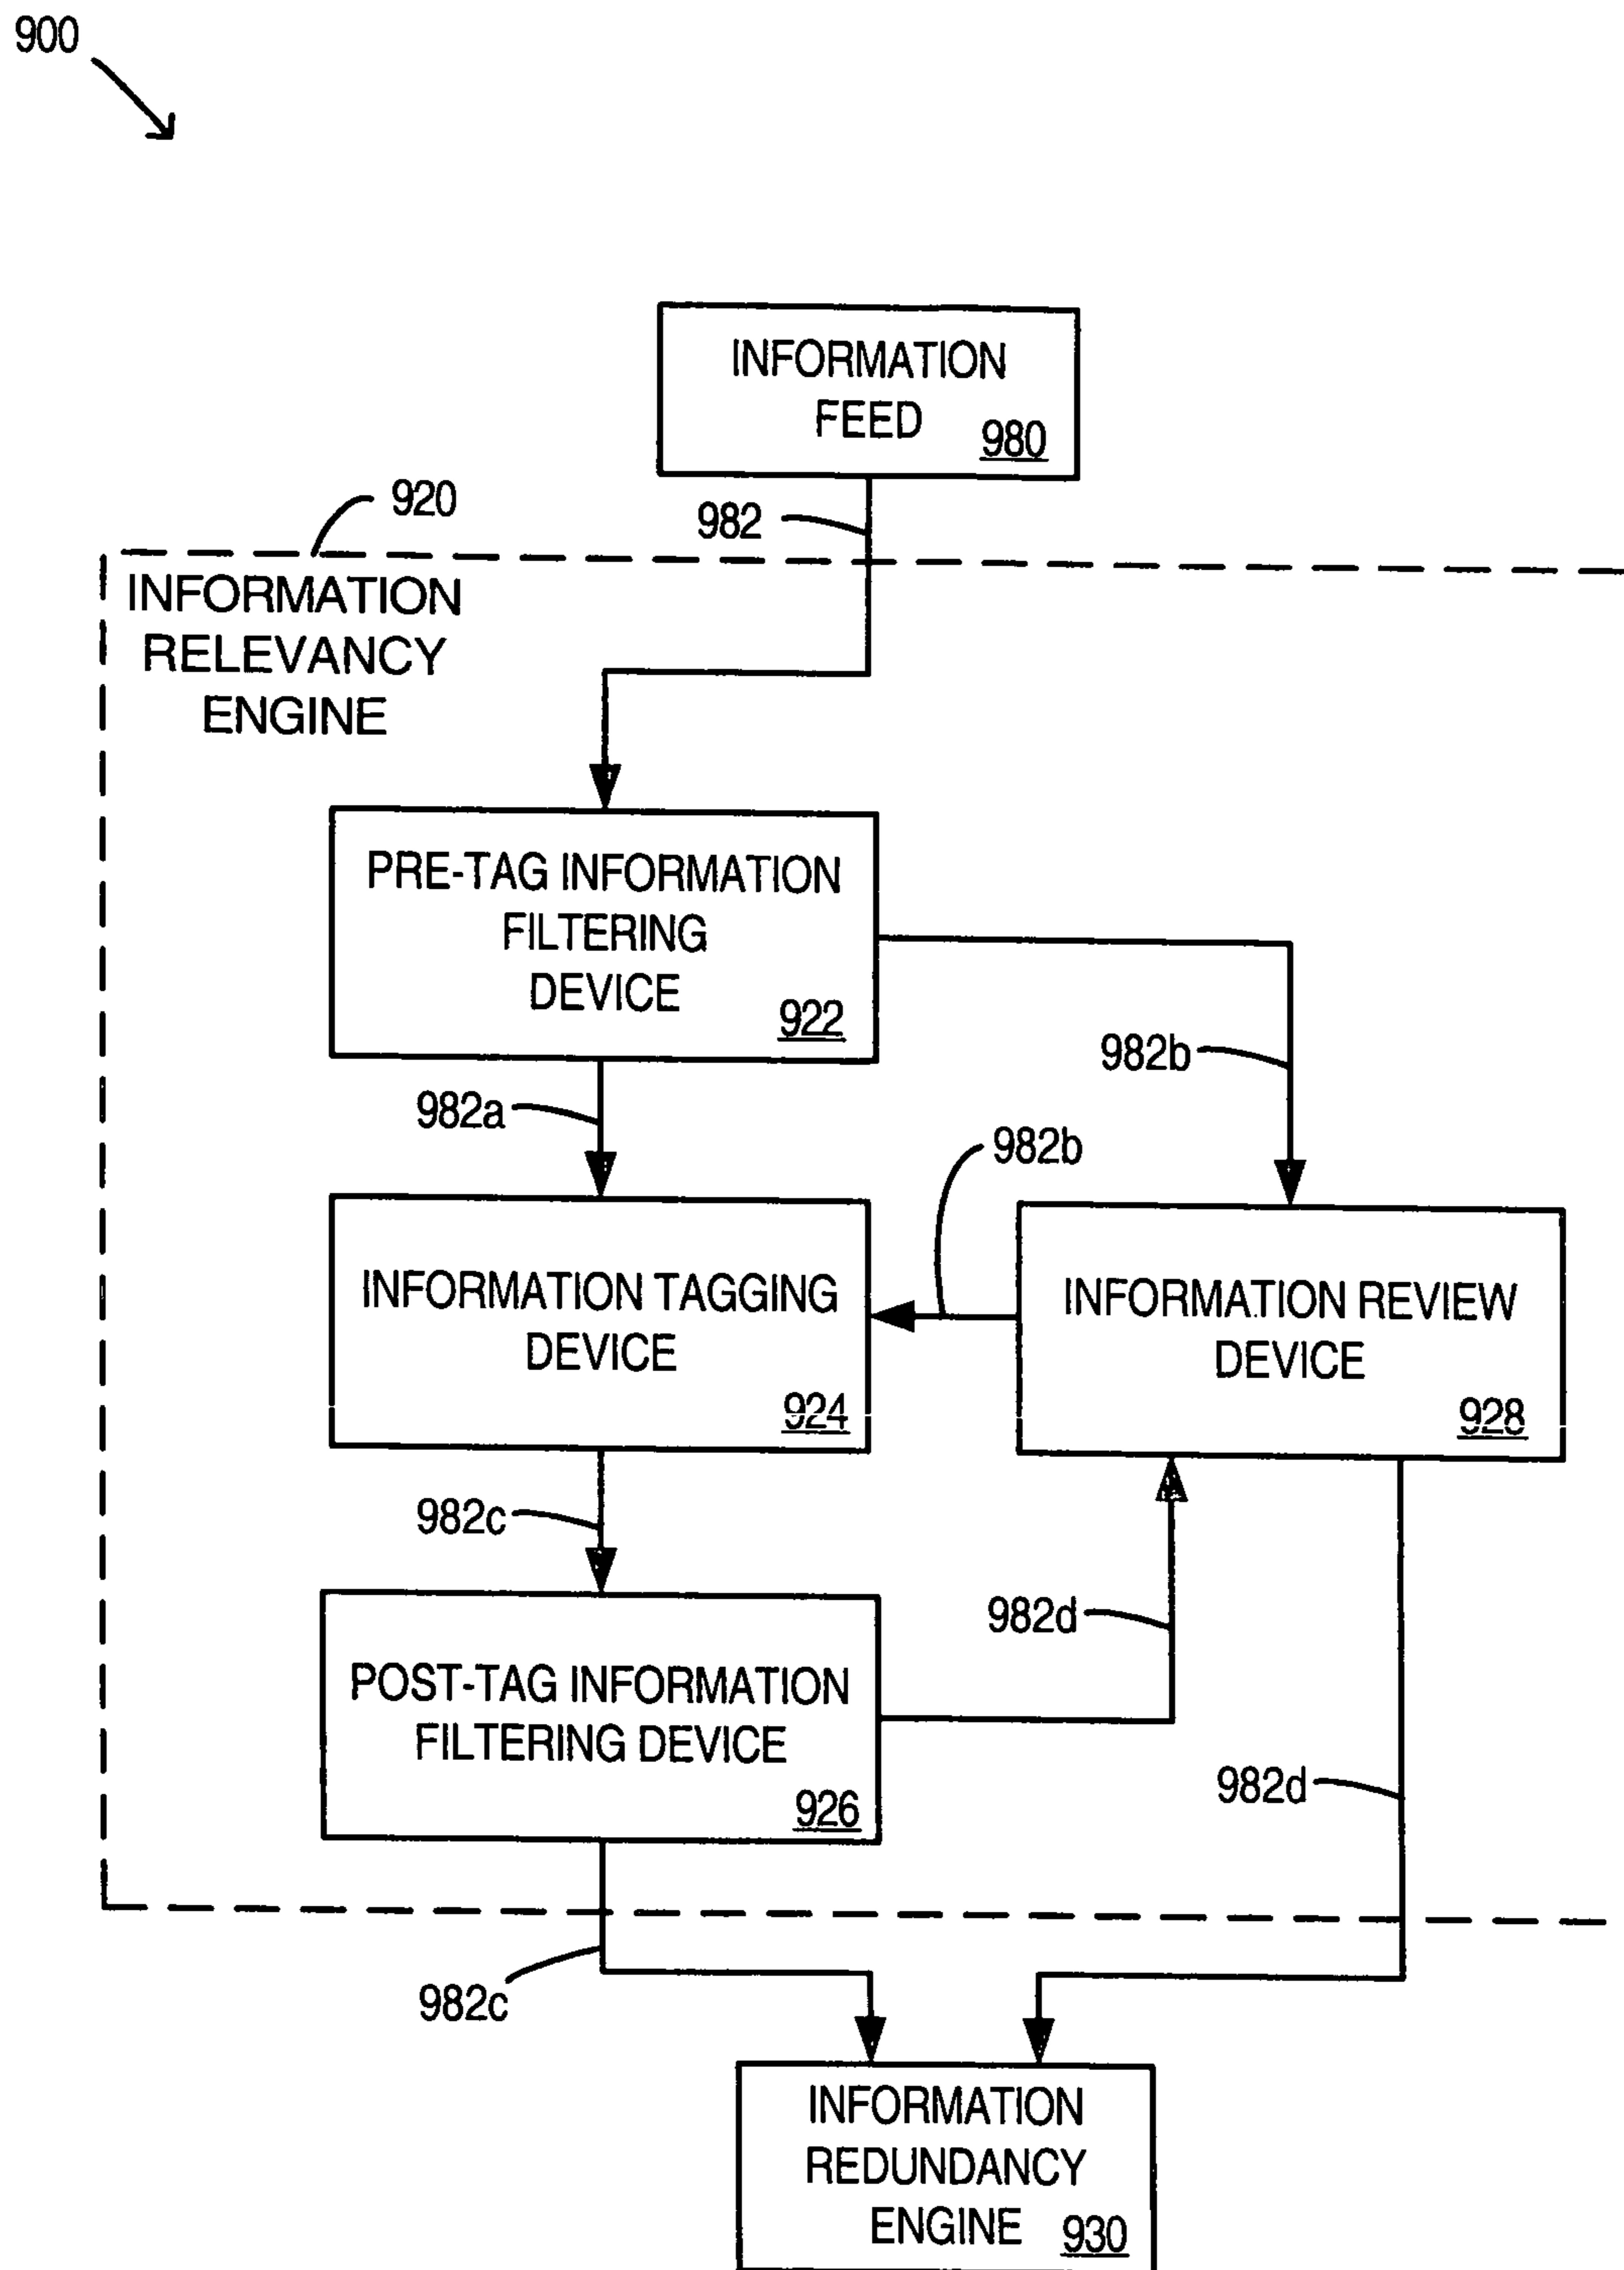 900
INFORMATION
FEED
980
920
982
INFORMATION
RELEVANCY
ENGINE
PRE-TAG INFORMATION
FILTERING
DEVICE
922
982b
982a
982b
INFORMATION TAGGING
DEVICE
924
INFORMATION REVIEW
DEVICE
928
982c
982d
POST-TAG INFORMATION
FILTERING DEVICE
926
982d
982c
INFORMATION
REDUNDANCY
ENGINE
930